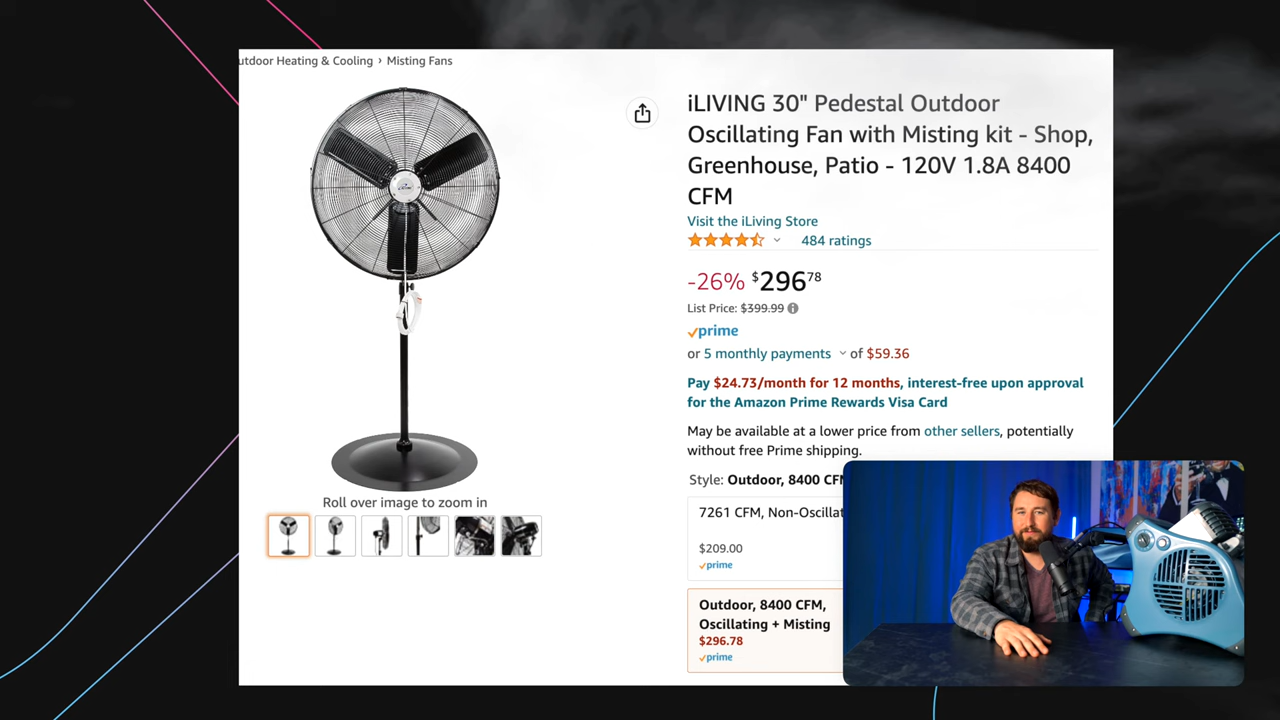 utdoor Heating & Cooling › Misting Fans
iLIVING 30" Pedestal Outdoor
Oscillating Fan with Misting kit - Shop,
Greenhouse, Patio - 120V 1.8A 8400
CFM
Visit the iLiving Store
484 ratings
-26% $296 78
List Price: $399.99
prime
or 5 monthly payments of $59.36
Pay $24.73/month for 12 months, interest-free upon approval
for the Amazon Prime Rewards Visa Card
May be available at a lower price from other sellers, potentially
without free Prime shipping.
Style: Outdoor, 8400 CFM
7261 CFM, Non-Oscillat
$209.00
prime
Outdoor, 8400 CFM,
Oscillating + Misting
$296.78
prime
Roll over image to zoom in